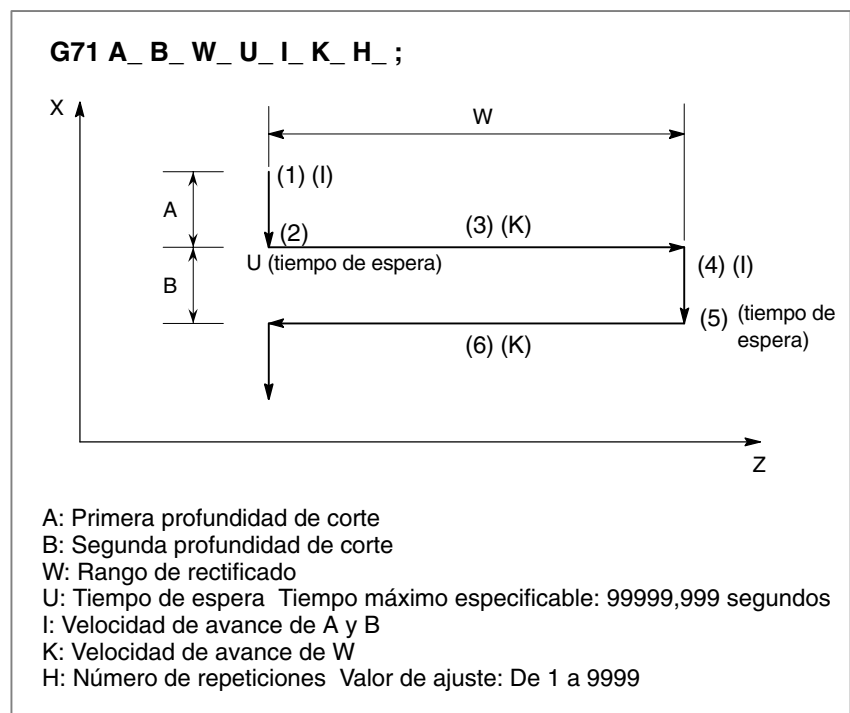 G71 A_ B_ W_ U_ I_ K_ H_ ;
X
W
(1) (I)
A
(2)
(3) (K)
U (tiempo de espera)
(4) (I)
B
(5) (tiempo de
espera)
(6) (K)
Z
A: Primera profundidad de corte
B: Segunda profundidad de corte
W: Rango de rectificado
U: Tiempo de espera Tiempo máximo especificable: 99999,999 segundos
I: Velocidad de avance de A y B
K: Velocidad de avance de W
H: Número de repeticiones Valor de ajuste: De 1 a 9999